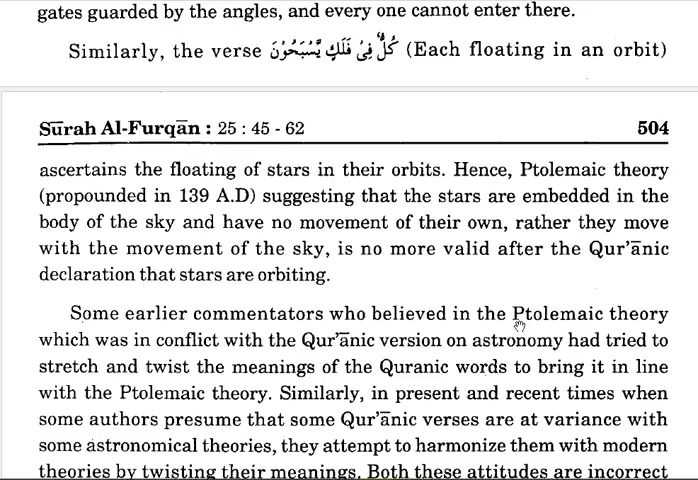 gates guarded by the angles, and every one cannot enter there.
Similarly, the verse كُلٌّ فِىْ فَلَكٍ يَّسْبَحُوْنَ (Each floating in an orbit)
Sūrah Al-Furqān : 25 : 45 - 62 504
ascertains the floating of stars in their orbits. Hence, Ptolemaic theory
(propounded in 139 A.D) suggesting that the stars are embedded in the
body of the sky and have no movement of their own, rather they move
with the movement of the sky, is no more valid after the Qur'ānic
declaration that stars are orbiting.
Some earlier commentators who believed in the Ptolemaic theory
which was in conflict with the Qur'ānic version on astronomy had tried to
stretch and twist the meanings of the Quranic words to bring it in line
with the Ptolemaic theory. Similarly, in present and recent times when
some authors presume that some Qur'ānic verses are at variance with
some astronomical theories, they attempt to harmonize them with modern
theories by twisting their meanings. Both these attitudes are incorrect